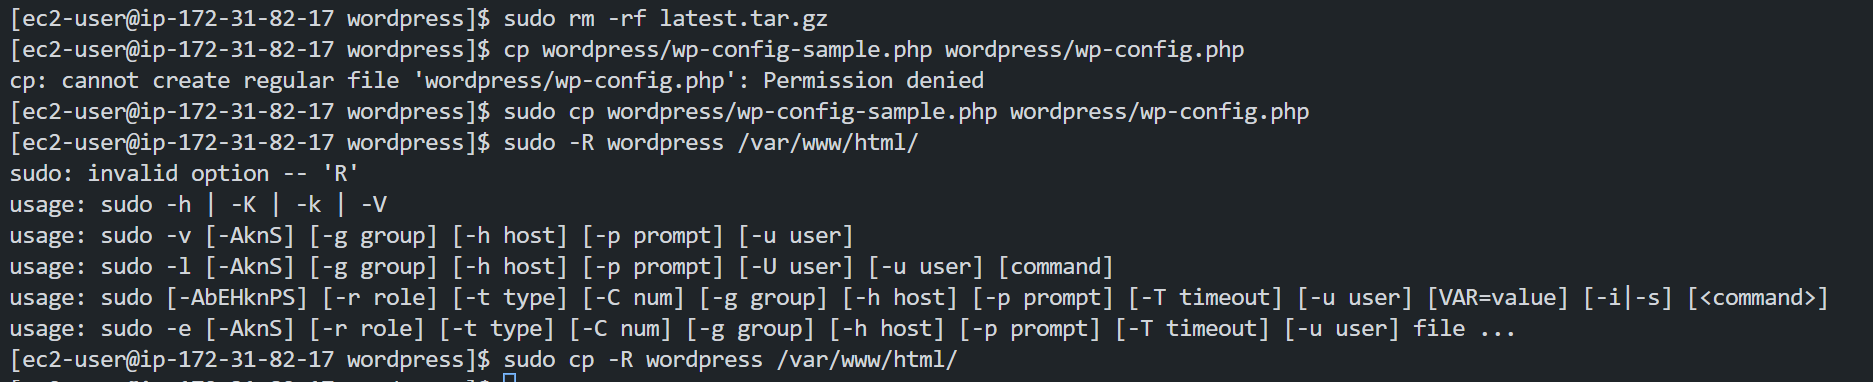 [ec2-user@ip-172-31-82-17 wordpress]$ sudo rm -rf latest.tar.gz
[ec2-user@ip-172-31-82-17 wordpress]$ cp wordpress/wp-config-sample.php wordpress/wp-config.php
cp: cannot create regular file 'wordpress/wp-config.php': Permission denied
[ec2-user@ip-172-31-82-17 wordpress]$ sudo cp wordpress/wp-config-sample.php wordpress/wp-config.php
[ec2-user@ip-172-31-82-17 wordpress]$ sudo -R wordpress /var/www/html/
sudo: invalid option -- 'R'
usage: sudo -h | -K | -k | -V
usage: sudo -v [-AknS] [-g group] [-h host] [-p prompt] [-u user]
usage: sudo -l [-AknS] [-g group] [-h host] [-p prompt] [-U user] [-u user] [command]
usage: sudo [-AbEHknPS] [-r role] [-t type] [-C num] [-g group] [-h host] [-p prompt] [-T timeout] [-u user] [VAR=value] [-i|-s] [<command>]
usage: sudo -e [-AknS] [-r role] [-t type] [-C num] [-g group] [-h host] [-p prompt] [-T timeout] [-u user] file ...
[ec2-user@ip-172-31-82-17 wordpress]$ sudo cp -R wordpress /var/www/html/